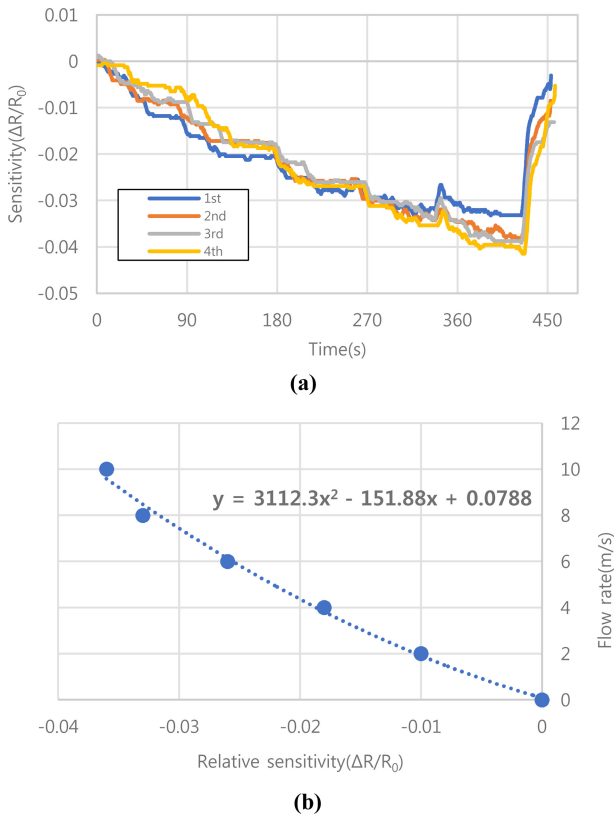 0.01
0
-0.01
-0.02
-0.03
-0.04
-0.05
Sensitivity(ΔR/R₀)
1st
2nd
3rd
4th
0 90 180 270 360 450
Time(s)
(a)
12
10
8
6
4
2
0
y = 3112.3x² - 151.88x + 0.0788
Flow rate(m/s)
-0.04 -0.03 -0.02 -0.01 0
Relative sensitivity(ΔR/R₀)
(b)